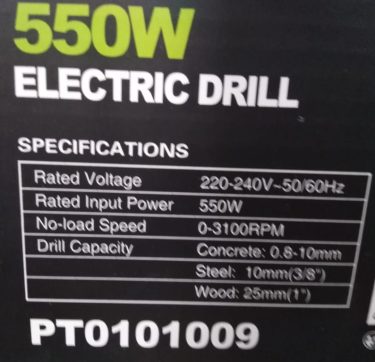 550W
ELECTRIC DRILL
SPECIFICATIONS
Rated Voltage 220-240V~50/60Hz
Rated Input Power 550W
No-load Speed 0-3100RPM
Drill Capacity Concrete: 0.8-10mm
Steel: 10mm(3/8")
Wood: 25mm(1")
PT0101009